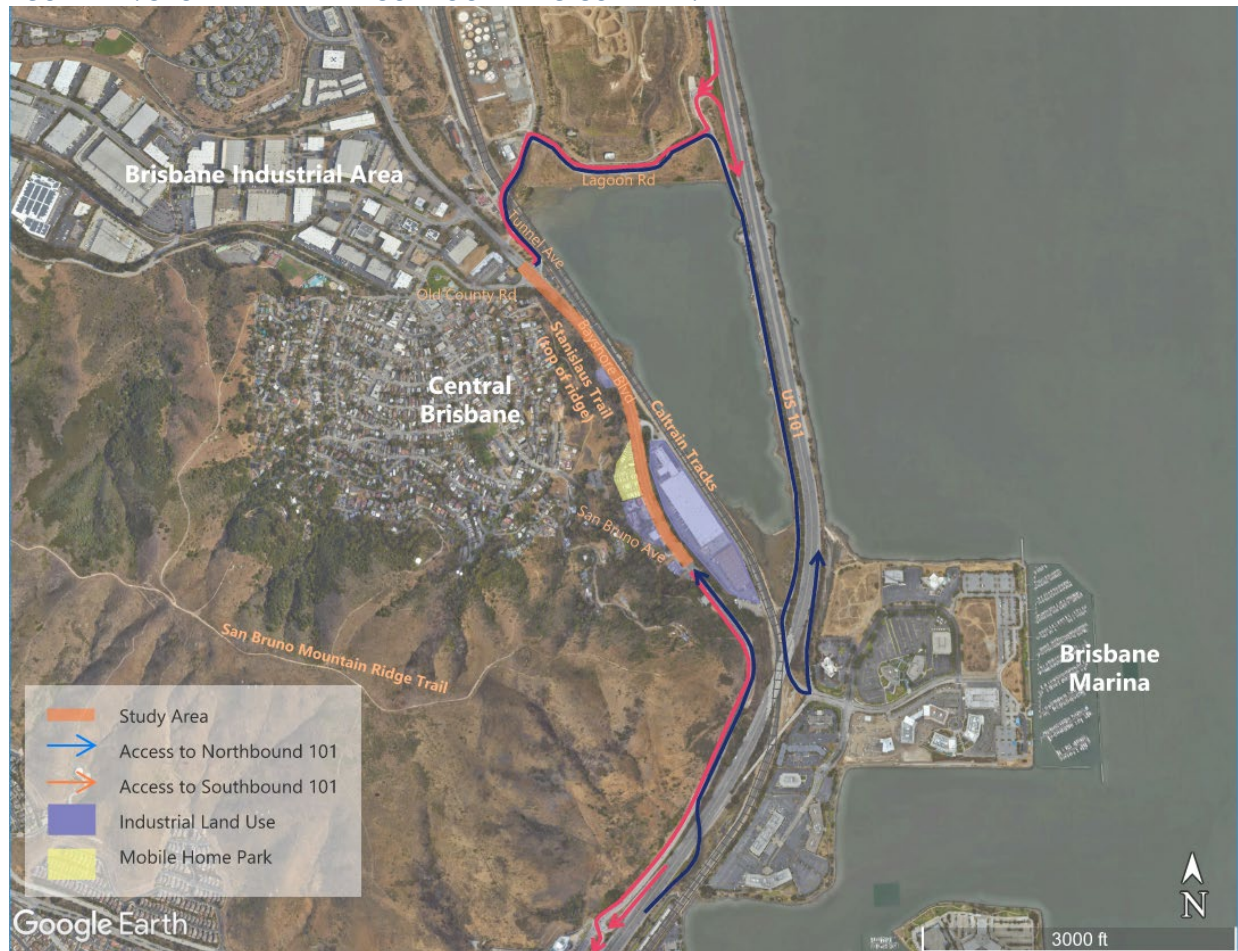 Brisbane Industrial Area
Lagoon Rd
Tunnel Ave
Old County Rd
Bayshore Blvd
Stanislaus Trail
(top of ridge)
Central
Brisbane
Caltrain Tracks
US 101
San Bruno Ave
San Bruno Mountain Ridge Trail
Brisbane
Marina
Study Area
Access to Northbound 101
Access to Southbound 101
Industrial Land Use
Mobile Home Park
Google Earth
N
3000 ft